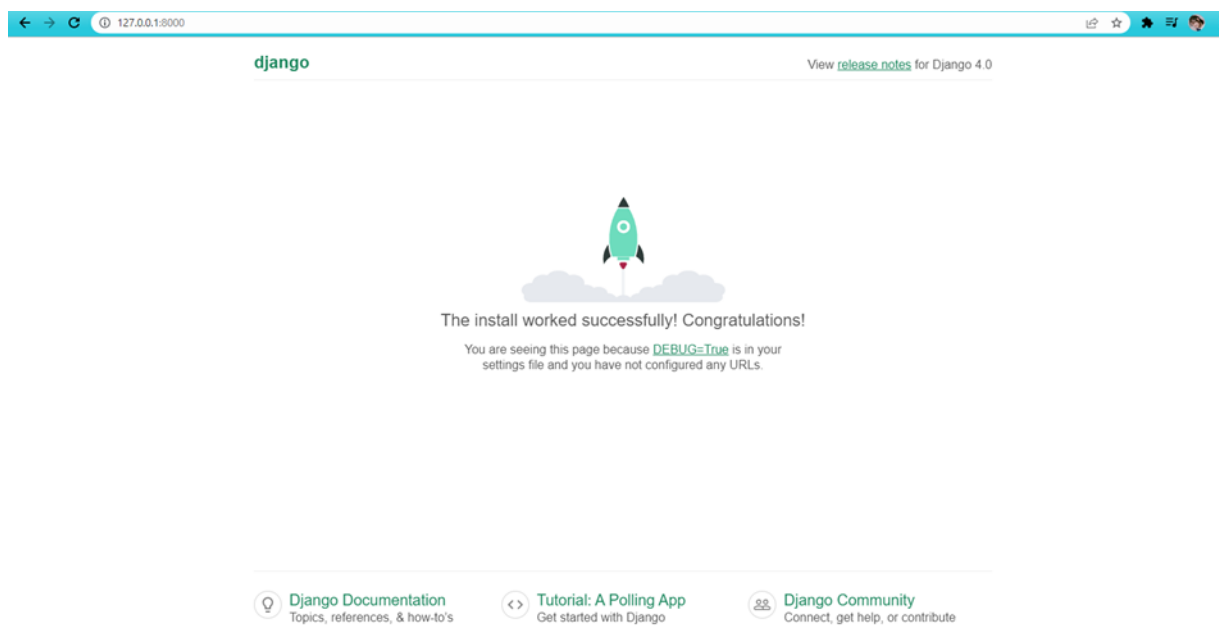 127.0.0.1:8000
django
View release notes for Django 4.0
The install worked successfully! Congratulations!
You are seeing this page because DEBUG=True is in your
settings file and you have not configured any URLs.
Django Documentation
Topics, references, & how-to's
Tutorial: A Polling App
Get started with Django
Django Community
Connect, get help, or contribute